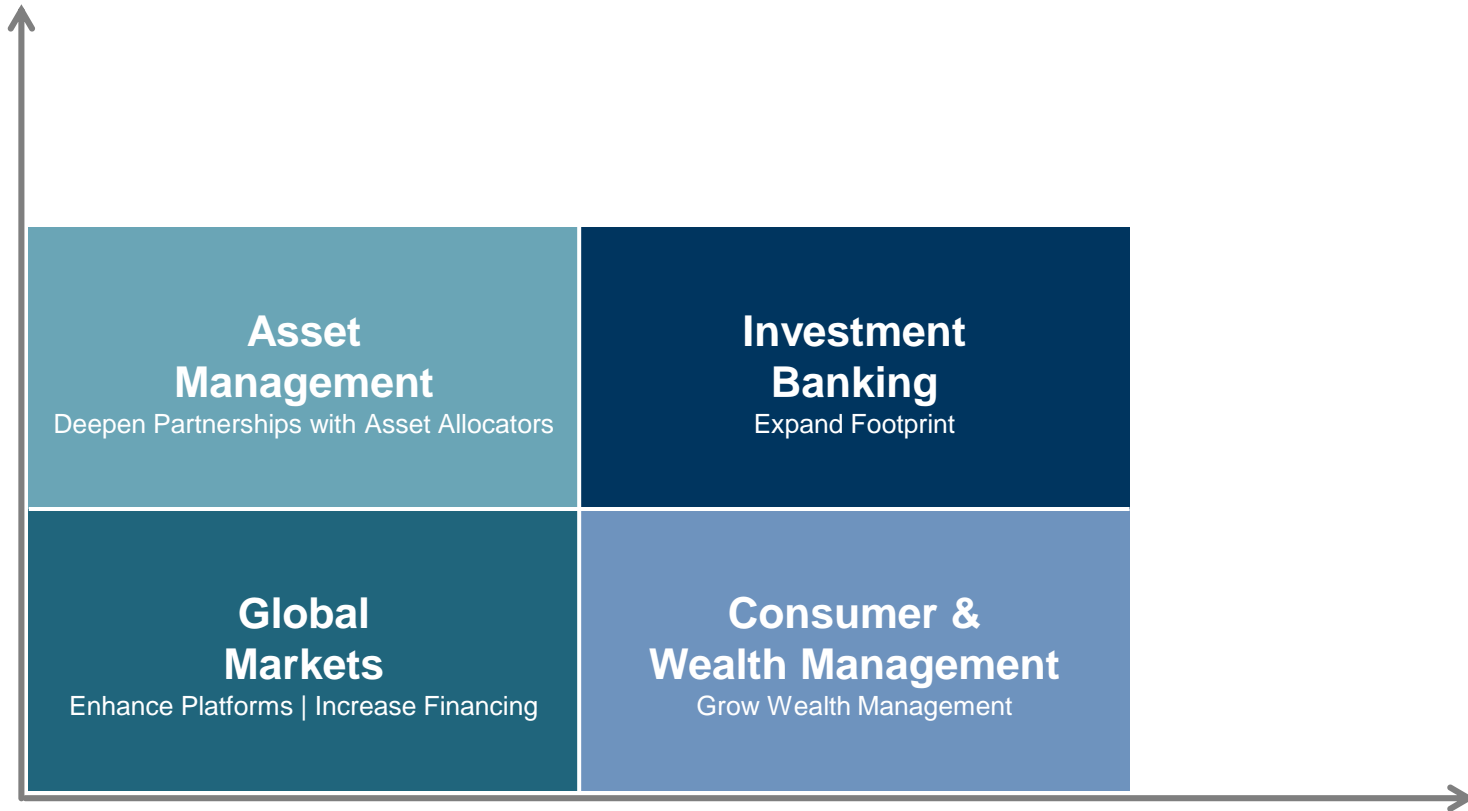 Asset
Management
Deepen Partnerships with Asset Allocators
Investment
Banking
Expand Footprint
Global
Markets
Enhance Platforms | Increase Financing
Consumer &
Wealth Management
Grow Wealth Management